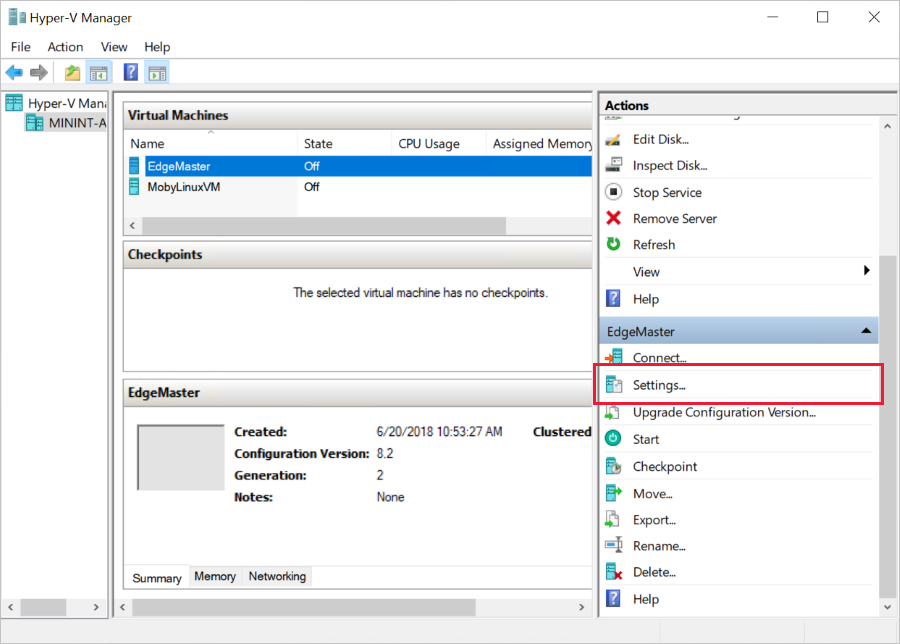 Hyper-V Manager
File Action View Help
Hyper-V Mana
MININT-A
Virtual Machines
Name State CPU Usage Assigned Memory
EdgeMaster Off
MobyLinuxVM Off
Checkpoints
The selected virtual machine has no checkpoints.
EdgeMaster
Created: 6/20/2018 10:53:27 AM Clustered
Configuration Version: 8.2
Generation: 2
Notes: None
Summary Memory Networking
Actions
Edit Disk...
Inspect Disk...
Stop Service
Remove Server
Refresh
View
Help
EdgeMaster
Connect...
Settings...
Upgrade Configuration Version...
Start
Checkpoint
Move...
Export...
Rename...
Delete...
Help